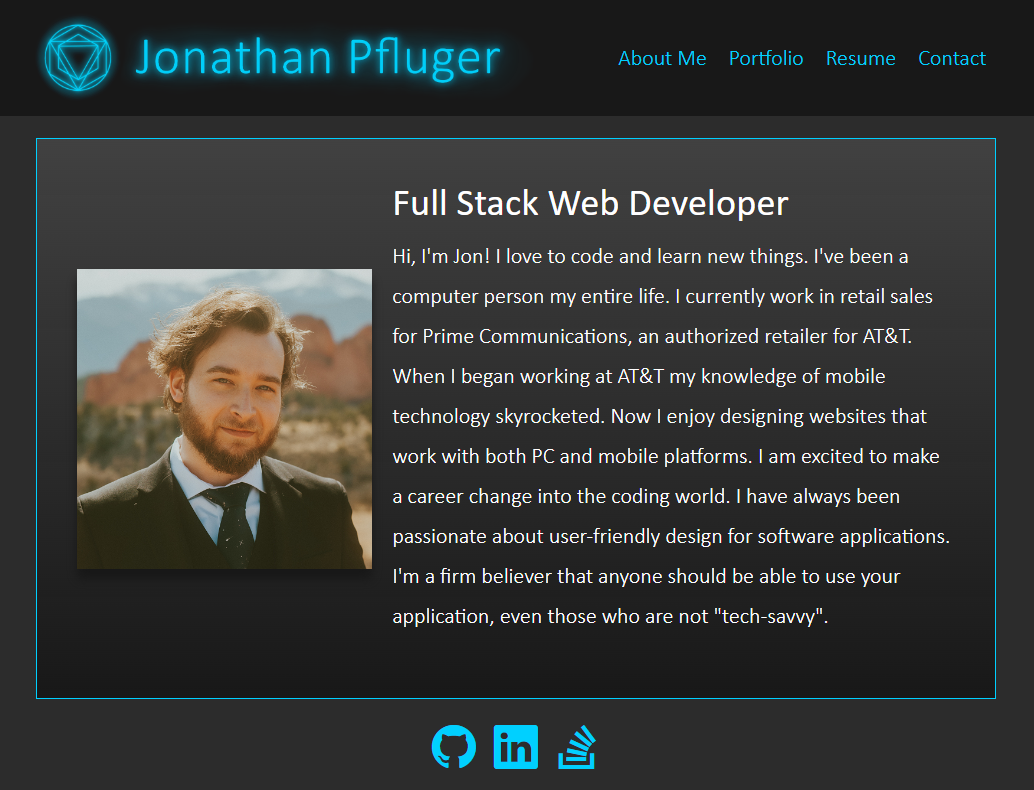 Jonathan Pfluger
About Me Portfolio Resume Contact
Full Stack Web Developer
Hi, I'm Jon! I love to code and learn new things. I've been a
computer person my entire life. I currently work in retail sales
for Prime Communications, an authorized retailer for AT&T.
When I began working at AT&T my knowledge of mobile
technology skyrocketed. Now I enjoy designing websites that
work with both PC and mobile platforms. I am excited to make
a career change into the coding world. I have always been
passionate about user-friendly design for software applications.
I'm a firm believer that anyone should be able to use your
application, even those who are not "tech-savvy".
in